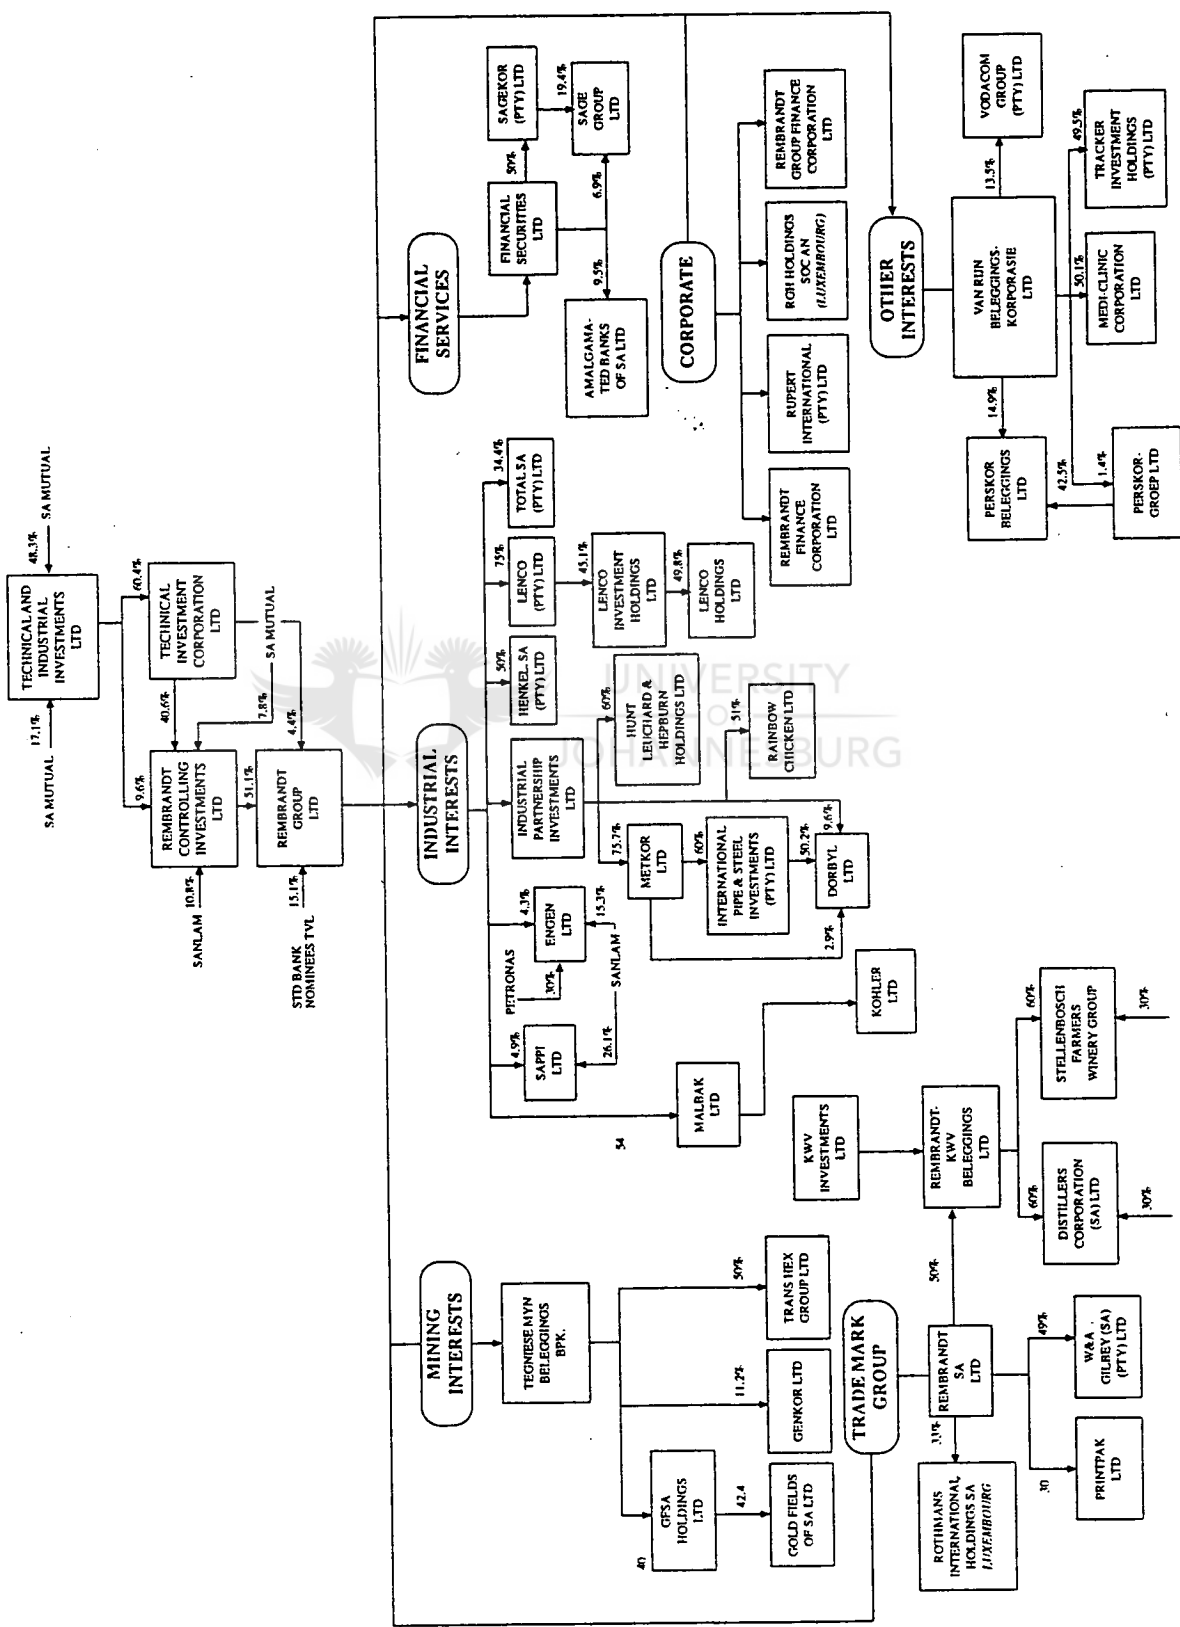 SA MUTUAL
17.1%
TECHNICAL AND
INDUSTRIAL
INVESTMENTS
LTD
48.3%
SA MUTUAL
9.6%
60.4%
SANLAM
10.8%
REMBRANDT
CONTROLLING
INVESTMENTS
LTD
40.6%
TECHNICAL
INVESTMENT
CORPORATION
LTD
7.8%
SA MUTUAL
51.1%
4.4%
STD BANK
NOMINEES TVL
15.1%
REMBRANDT
GROUP
LTD
MINING
INTERESTS
TEGNIESE MYN
BELEGGINGS
BPK.
40
GFSA
HOLDINGS
LTD
42.4
GOLD FIELDS
OF SA LTD
11.2%
GENKOR LTD
50%
TRANS HEX
GROUP LTD
INDUSTRIAL
INTERESTS
54
MALBAK
LTD
KOHLER
LTD
4.9%
SAPPI
LTD
26.1%
SANLAM
PETRONAS
30%
4.3%
ENGEN
LTD
15.3%
INDUSTRIAL
PARTNERSHIP
INVESTMENTS
LTD
75.7%
METKOR
LTD
60%
INTERNATIONAL
PIPE & STEEL
INVESTMENTS
(PTY) LTD
50.2%
2.9%
DORBYL
LTD
9.6%
60%
HUNT
LEUCHARD &
HEPBURN
HOLDINGS LTD
51%
RAINBOW
CHICKEN LTD
50%
HENKEL. SA
(PTY) LTD
75%
LENCO
(PTY) LTD
45.1%
LENCO
INVESTMENT
HOLDINGS
LTD
49.8%
LENCO
HOLDINGS
LTD
34.4%
TOTAL SA
(PTY) LTD
FINANCIAL
SERVICES
FINANCIAL
SECURITIES
LTD
50%
SAGEKOR
(PTY) LTD
19.4%
SAGE
GROUP
LTD
6.9%
9.5%
AMALGAMA-
TED BANKS
OF SA LTD
CORPORATE
REMBRANDT
FINANCE
CORPORATION
LTD
RUPERT
INTERNATIONAL
(PTY) LTD
RGH HOLDINGS
SOC AN
(LUXEMBOURG)
REMBRANDT
GROUP FINANCE
CORPORATION
LTD
TRADE MARK
GROUP
REMBRANDT
SA
LTD
33%
ROTHMANS
INTERNATIONAL
HOLDINGS SA
LUXEMBOURG
30
PRINTPAK
LTD
49%
W&A
GILBEY (SA)
(PTY) LTD
50%
KWV
INVESTMENTS
LTD
REMBRANDT-
KWV
BELEGGINGS
LTD
60%
DISTILLERS
CORPORATION
(SA) LTD
30%
60%
STELLENBOSCH
FARMERS
WINERY GROUP
30%
OTHER
INTERESTS
VAN RIJN
BELEGGINGS-
KORPORASIE
LTD
14.9%
PERSKOR
BELEGGINGS
LTD
42.5%
1.4%
PERSKOR-
GROEP LTD
50.1%
MEDI-CLINIC
CORPORATION
LTD
13.5%
VODACOM
GROUP
(PTY) LTD
49.5%
TRACKER
INVESTMENT
HOLDINGS
(PTY) LTD
UNIVERSITY
OF
JOHANNESBURG